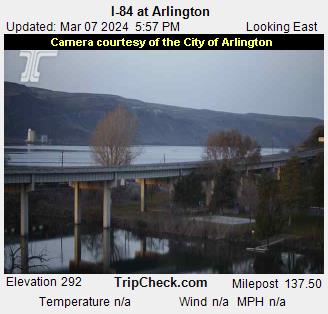 I-84 at Arlington
Updated: Mar 07 2024 5:57 PM Looking East
Camera courtesy of the City of Arlington
Elevation 292 TripCheck.com Milepost 137.50
Temperature n/a Wind n/a MPH n/a